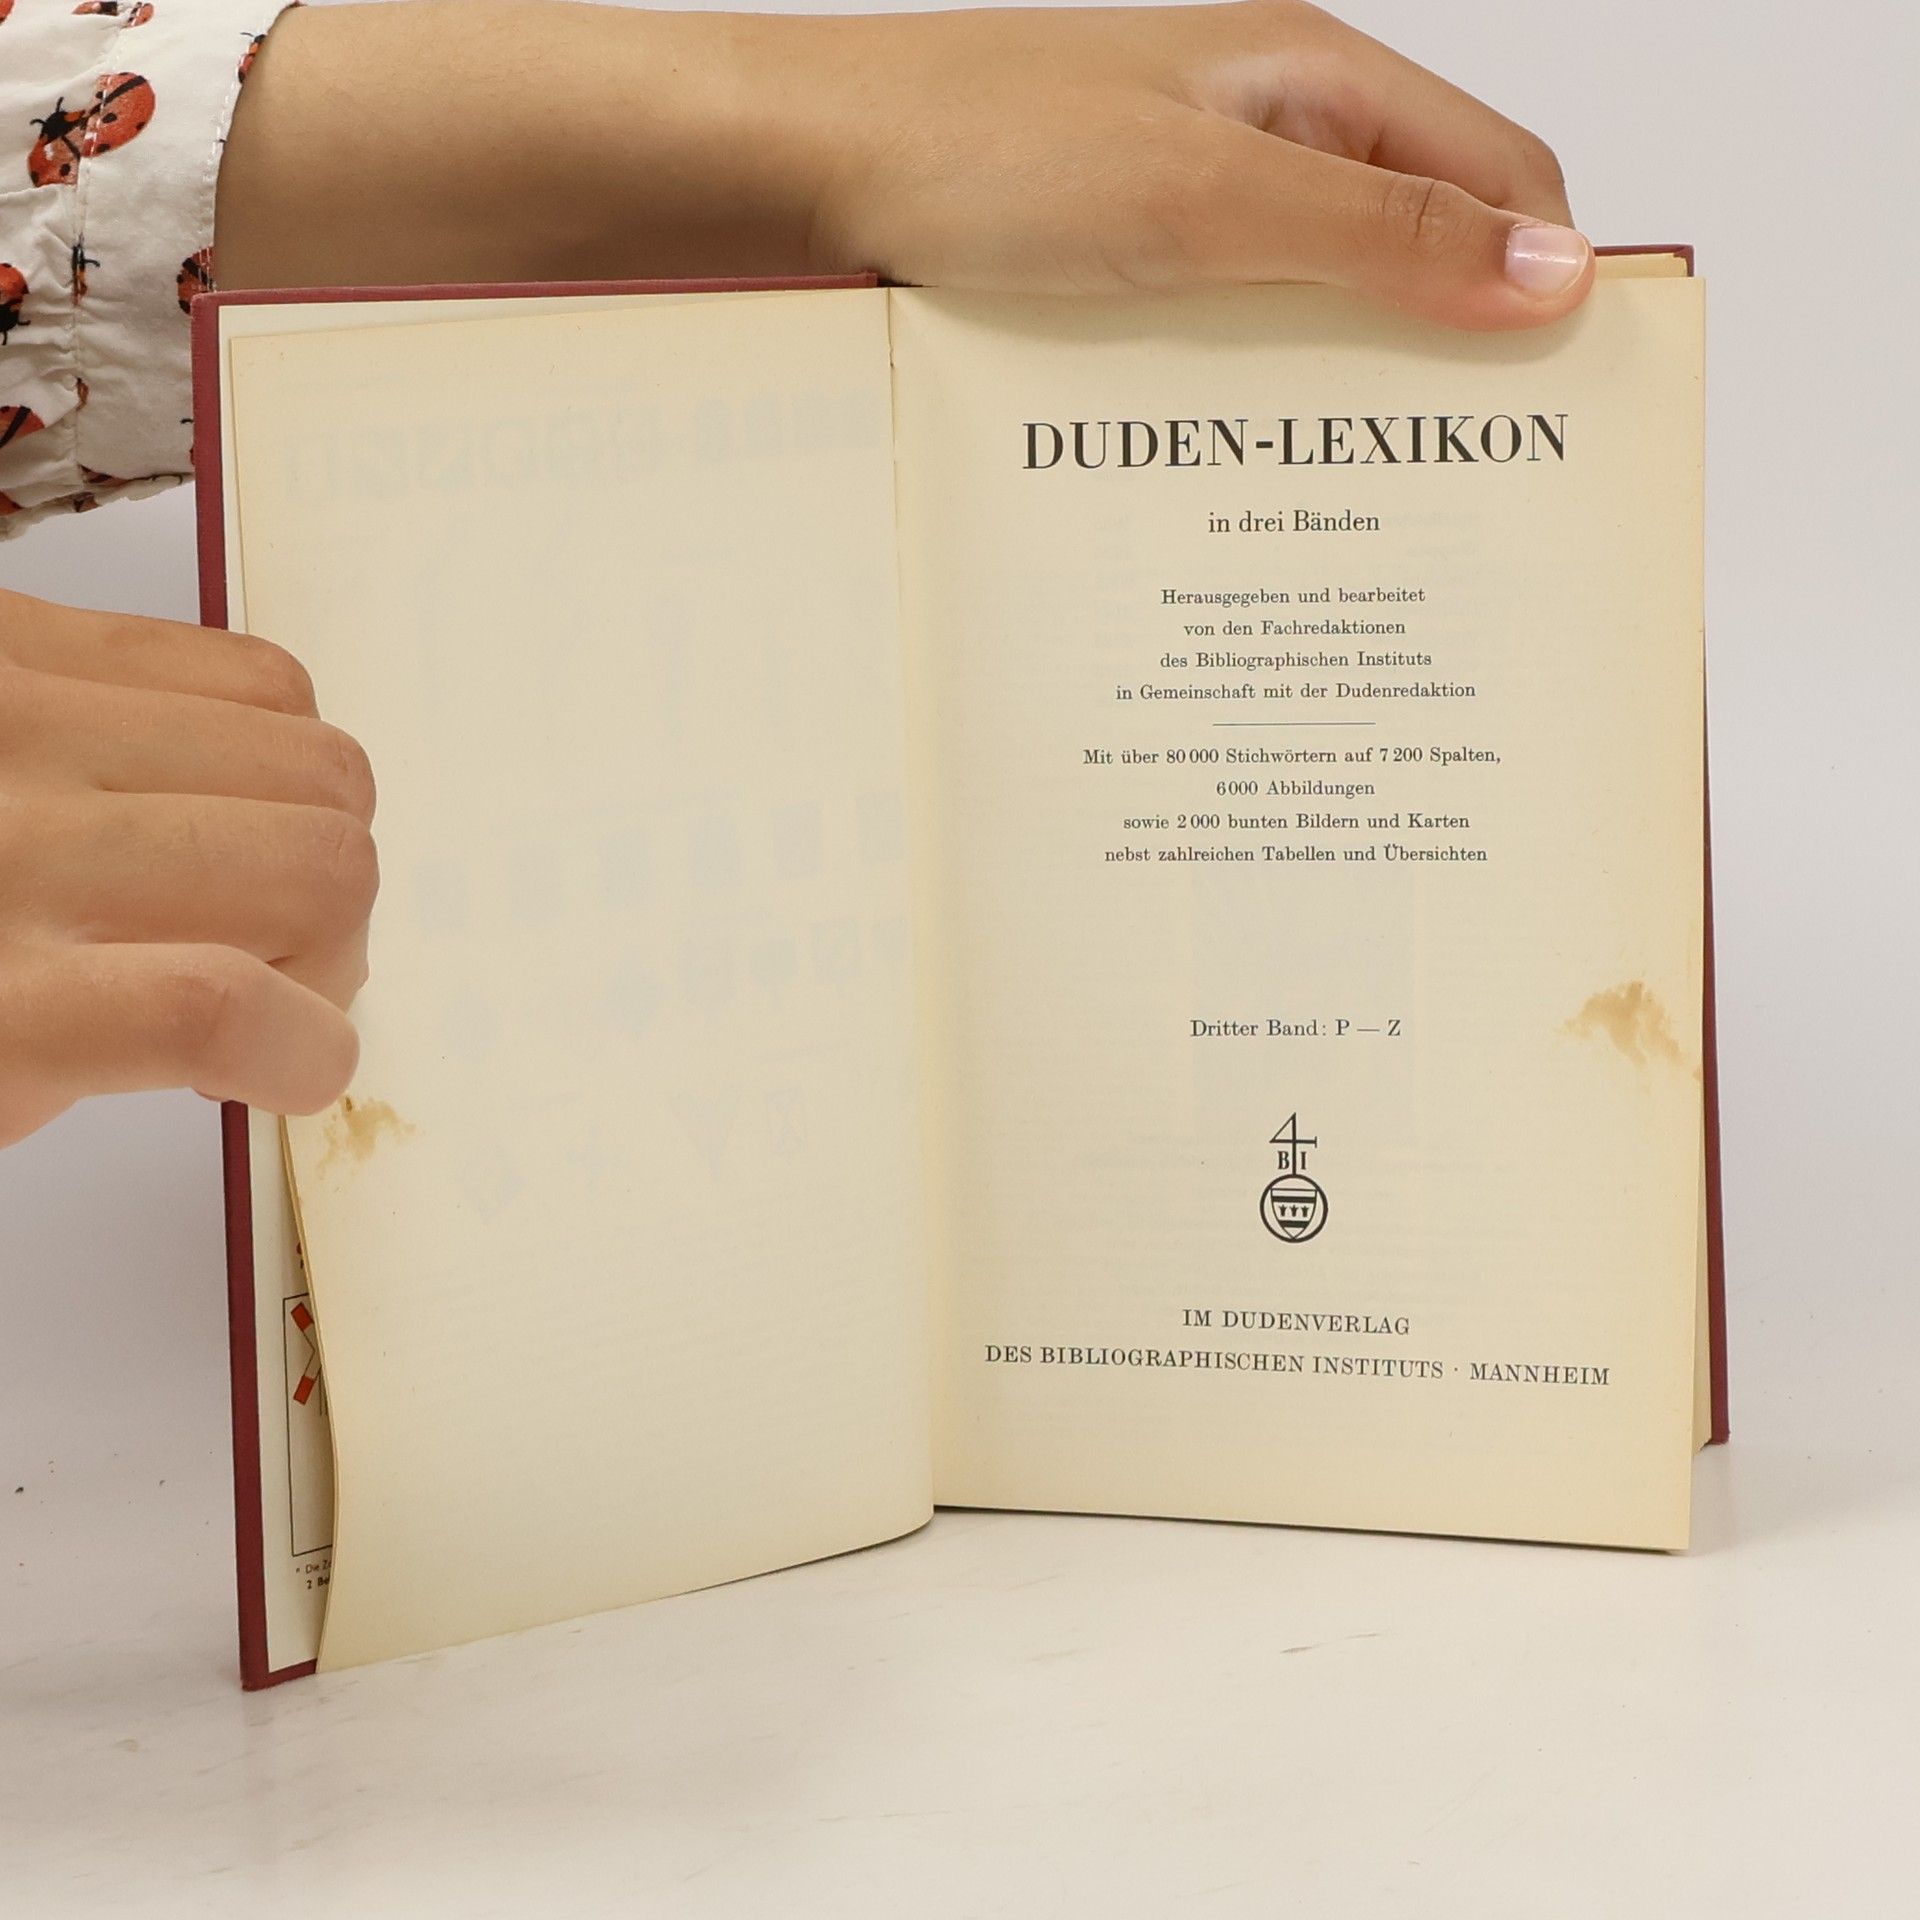 DUDEN-LEXIKON
in drei Bänden
Herausgegeben und bearbeitet
von den Fachredaktionen
des Bibliographischen Instituts
in Gemeinschaft mit der Dudenredaktion
Mit über 80 000 Stichwörtern auf 7 200 Spalten,
6 000 Abbildungen
sowie 2 000 bunten Bildern und Karten
nebst zahlreichen Tabellen und Übersichten
Dritter Band: P — Z
B I
IM DUDENVERLAG
DES BIBLIOGRAPHISCHEN INSTITUTS · MANNHEIM
* Die
2